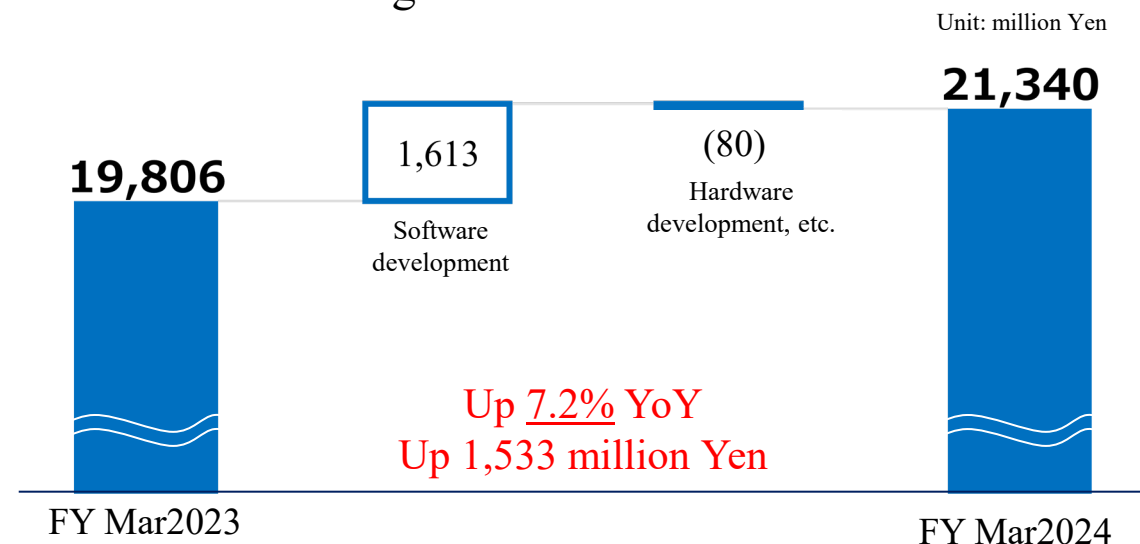 Unit: million Yen
21,340
1,613
(80)
19,806
Hardware
development, etc.
Software
development
Up 7.2% YoY
Up 1,533 million Yen
FY Mar2023
FY Mar2024